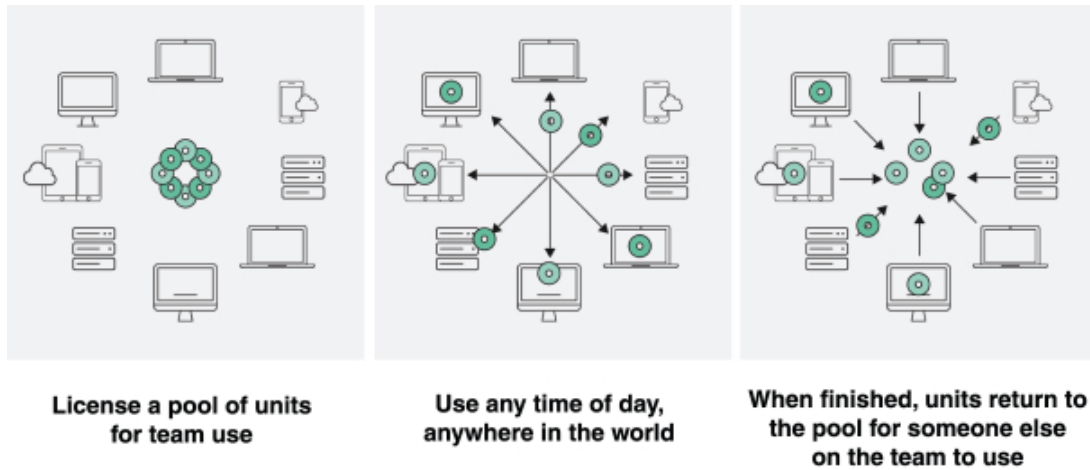 License a pool of units
for team use
Use any time of day,
anywhere in the world
When finished, units return to
the pool for someone else
on the team to use